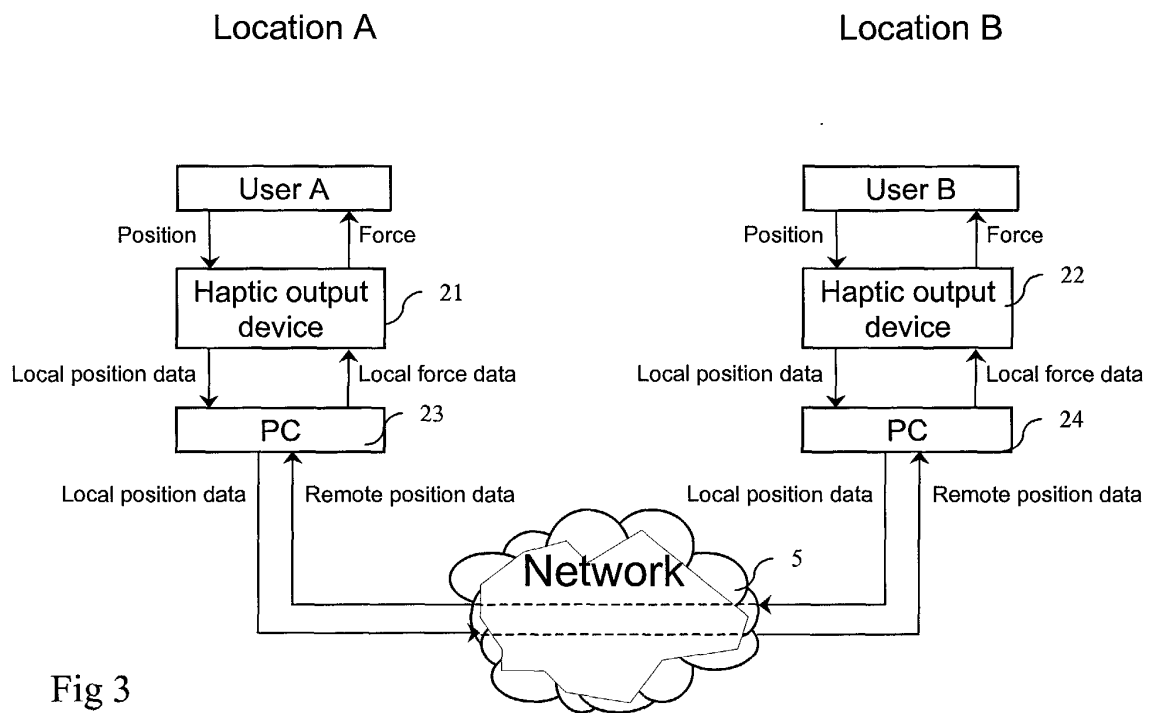 Location A
Location B
User A
User B
Position
Force
Position
Force
Haptic output
device
21
Haptic output
device
22
Local position data
Local force data
Local position data
Local force data
PC
23
PC
24
Local position data
Remote position data
Local position data
Remote position data
Network
5
Fig 3